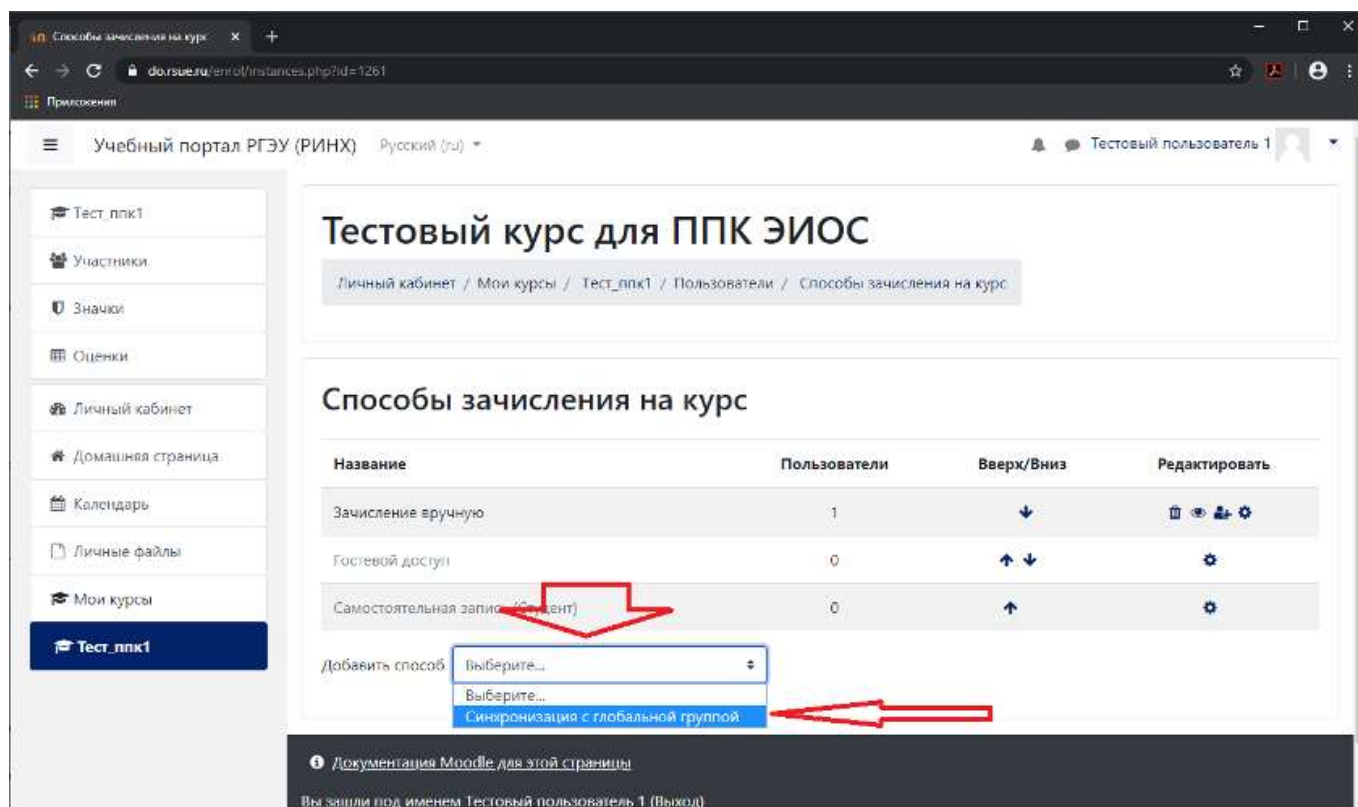 Способы зачисления на курс
do.rsue.ru/enrol/instances.php?id=1261
Приложения
Учебный портал РГЭУ (РИНХ) Русский (ru)
Тестовый пользователь 1
Тест_ппк1
Участники
Значки
Оценки
Личный кабинет
Домашняя страница
Календарь
Личные файлы
Мои курсы
Тест_ппк1
Тестовый курс для ППК ЭИОС
Личный кабинет / Мои курсы / Тест_ппк1 / Пользователи / Способы зачисления на курс
Способы зачисления на курс
Название Пользователи Вверх/Вниз Редактировать
Зачисление вручную 1
Гостевой доступ 0
Самостоятельная запись (Студент) 0
Добавить способ Выберите...
Выберите...
Синхронизация с глобальной группой
Документация Moodle для этой страницы
Вы зашли под именем Тестовый пользователь 1 (Выход)